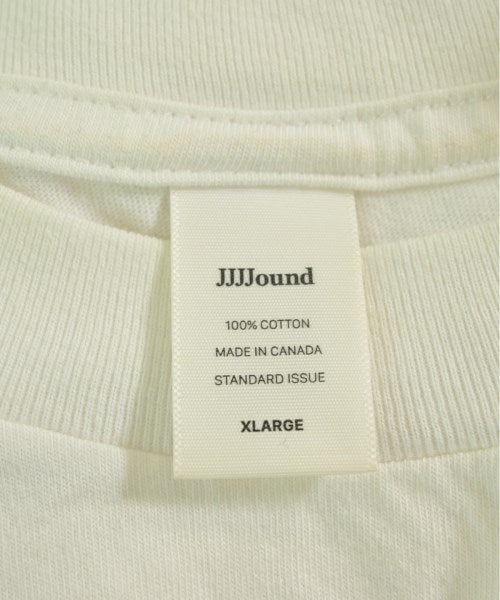 JJJJound
100% COTTON
MADE IN CANADA
STANDARD ISSUE
XLARGE